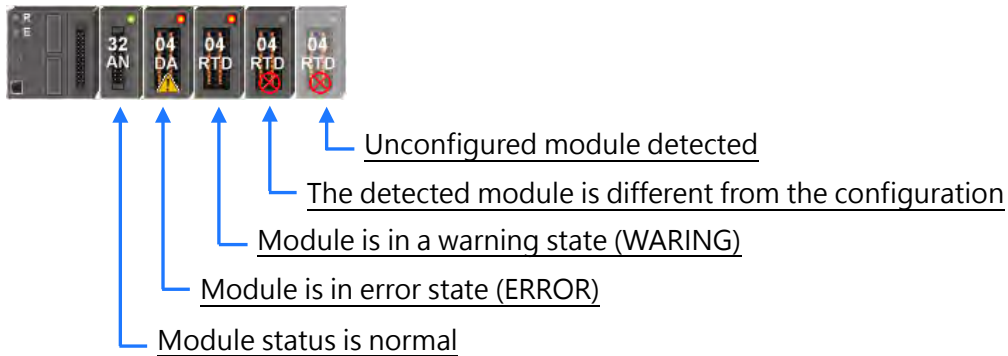 R
E
32
AN
04
DA
04
RTD
04
RTD
04
RTD
Unconfigured module detected
The detected module is different from the configuration
Module is in a warning state (WARING)
Module is in error state (ERROR)
Module status is normal